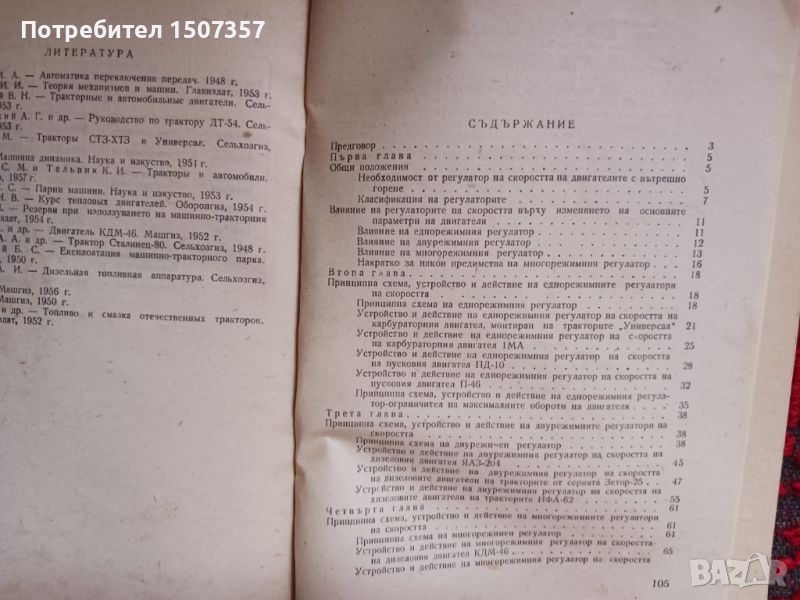 Потребител 1507357
ЛИТЕРАТУРА
М. А. — Автоматика переключения передач. 1948 г.
И. И. — Теория механизмов и машин. Главиздат, 1953 г.
В. Н. — Тракторные и автомобильные двигатели. Сель-
953 г.
кий А. Г. и др. — Руководство по трактору ДТ-54. Сель-
953 г.
М. — Тракторы СТЗ-ХТЗ и Универсал. Сельхозгиз,
Машинна динамика. Наука и изкуство, 1951 г.
С. М. и Тальвик К. И. — Тракторы и автомобили.
1957 г.
Г. С. — Парни машини. Наука и изкуство, 1953 г.
Н. В. — Курс тепловых двигателей. Оборонгиз, 1954 г.
— Резерви при използуването на машинно-тракторния
издат, 1954 г.
и др. — Двигатель КДМ-46. Машгиз, 1952 г.
А. А. и др. — Трактор Сталинец-80. Сельхозгиз, 1948 г.
Б. С. — Експлоатация машинно-тракторного парка.
1950 г.
А. И. — Дизельная топливная аппаратура. Сельхозгиз,
Машгиз, 1956 г.
Машгиз, 1950 г.
и др. — Топливо и смазка отечественных тракторов.
издат, 1952 г.
СЪДЪРЖАНИЕ
Предговор 3
Първа глава 5
Общи положения 5
Необходимост от регулатор на скоростта на двигателите с вътрешно
горене 5
Класификация на регулаторите 7
Влияние на регулаторите на скоростта върху изменянето на основните
параметри на двигателя 11
Влияние на еднорежимния регулатор 11
Влияние на двурежимния регулатор 12
Влияние на многорежимния регулатор 13
Накратко за някои предимства на многорежимния регулатор 16
Втора глава 18
Принципна схема, устройство и действие на еднорежимните регулатори
на скоростта 18
Принципна схема на еднорежимния регулатор 18
Устройство и действие на еднорежимния регулатор на скоростта на
карбураторния двигател, монтиран на тракторите „Универсал“ 21
Устройство и действие на еднорежимния регулатор на скоростта
на карбураторния двигател 1МА 25
Устройство и действие на еднорежимния регулатор на скоростта
на пусковия двигател ПД-10 28
Устройство и действие на еднорежимния регулатор на скоростта на
пусковия двигател П-46 32
Принципна схема, устройство и действие на еднорежимния регула-
тор-ограничител на максималните обороти на двигателя 35
Трета глава 38
Принципна схема, устройство и действие на двурежимните регулатори на
скоростта 38
Принципна схема на двурежимен регулатор 38
Устройство и действие на двурежимния регулатор на скоростта на
дизеловия двигател ЯАЗ-204 45
Устройство и действие на двурежимния регулатор на скоростта
на дизеловите двигатели на тракторите от серията Зетор-25 47
Устройство и действие на двурежимния регулатор на скоростта на
дизеловите двигатели на тракторите ИФА-62 55
Четвърта глава 61
Принципна схема, устройство и действие на многорежимните регулатори
на скоростта 61
Принципна схема на многорежимен регулатор 61
Устройство и действие на многорежимния регулатор на скоростта
на дизеловия двигател КДМ-46 65
Устройство и действие на многорежимния регулатор на скоростта
105
BAZAR